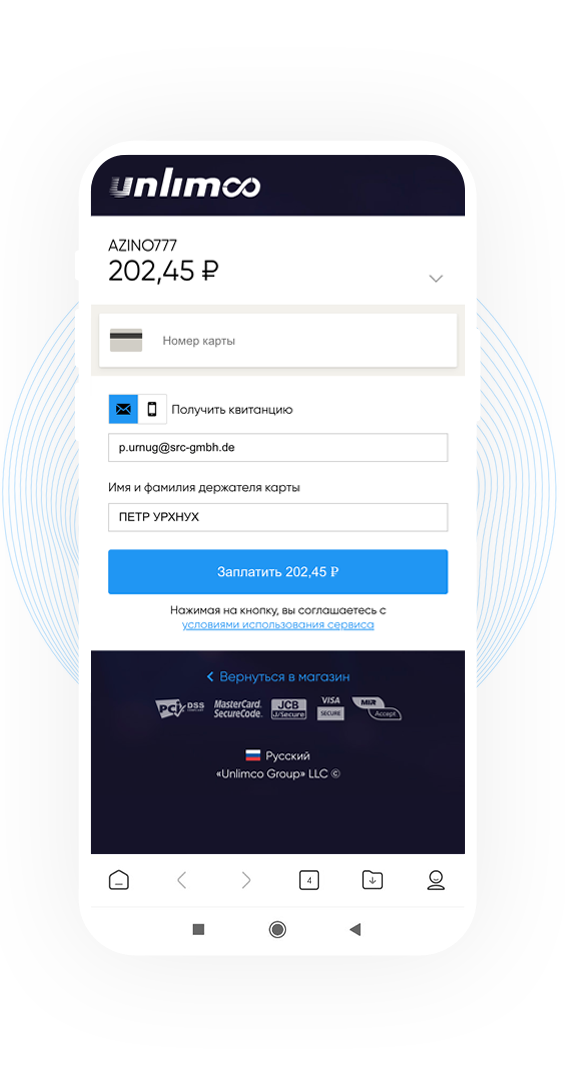 unlimco
AZINO777
202,45 ₽
Номер карты
Получить квитанцию
p.urnug@src-gmbh.de
Имя и фамилия держателя карты
ПЕТР УРХНУХ
Заплатить 202,45 ₽
Нажимая на кнопку, вы соглашаетесь с
условиями использования сервиса
Вернуться в магазин
PCI DSS MasterCard. SecureCode. JCB J/Secure VISA SECURE MIR Accept
Русский
«Unlimco Group» LLC ©
4